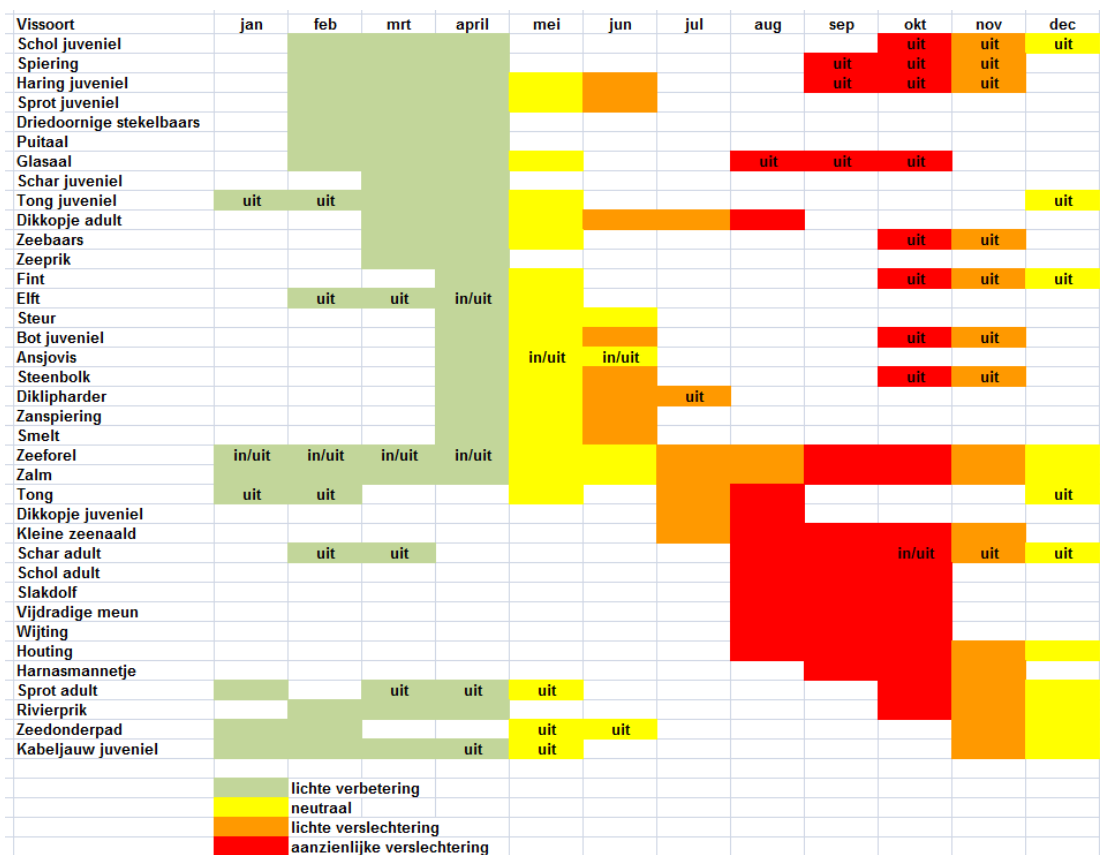 Vissoort jan feb mrt april mei jun jul aug sep okt nov dec
Schol juveniel uit uit uit
Spiering uit uit uit
Haring juveniel uit uit uit
Sprot juveniel
Driedoornige stekelbaars
Puitaal
Glasaal uit uit uit
Schar juveniel
Tong juveniel uit uit uit
Dikkopje adult
Zeebaars uit uit
Zeeprik
Fint uit uit uit
Elft uit uit in/uit
Steur
Bot juveniel uit uit
Ansjovis in/uit in/uit
Steenbolk uit uit
Diklipharder uit
Zanspiering
Smelt
Zeeforel in/uit in/uit in/uit in/uit
Zalm
Tong uit uit uit
Dikkopje juveniel
Kleine zeenaald
Schar adult uit uit in/uit uit uit
Schol adult
Slakdolf
Vijdradige meun
Wijting
Houting
Harnasmannetje
Sprot adult uit uit uit
Rivierprik
Zeedonderpad uit uit
Kabeljauw juveniel uit uit
lichte verbetering
neutraal
lichte verslechtering
aanzienlijke verslechtering